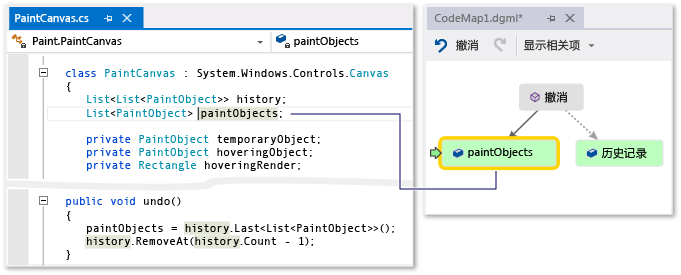 PaintCanvas.cs
Paint.PaintCanvas
paintObjects
class PaintCanvas : System.Windows.Controls.Canvas
{
List<List<PaintObject>> history;
List<PaintObject> paintObjects;
private PaintObject temporaryObject;
private PaintObject hoveringObject;
private Rectangle hoveringRender;
public void undo()
{
paintObjects = history.Last<List<PaintObject>>();
history.RemoveAt(history.Count - 1);
}
CodeMap1.dgml*
撤消
显示相关项
撤消
paintObjects
历史记录